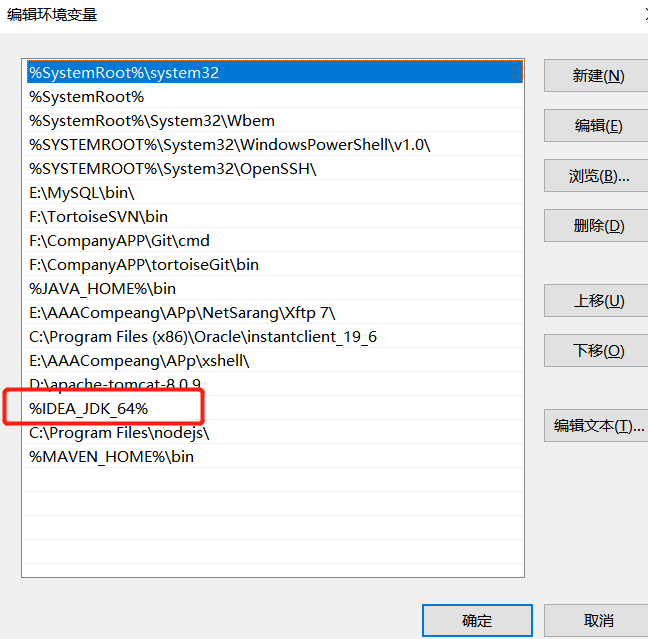 编辑环境变量
%SystemRoot%\system32
%SystemRoot%
%SystemRoot%\System32\Wbem
%SYSTEMROOT%\System32\WindowsPowerShell\v1.0\
%SYSTEMROOT%\System32\OpenSSH\
E:\MySQL\bin\
F:\TortoiseSVN\bin
F:\CompanyAPP\Git\cmd
F:\CompanyAPP\tortoiseGit\bin
%JAVA_HOME%\bin
E:\AAACompeang\APp\NetSarang\Xftp 7\
C:\Program Files (x86)\Oracle\instantclient_19_6
E:\AAACompeang\APp\xshell\
D:\apache-tomcat-8.0.9
%IDEA_JDK_64%
C:\Program Files\nodejs\
%MAVEN_HOME%\bin
新建(N)
编辑(E)
浏览(B)...
删除(D)
上移(U)
下移(O)
编辑文本(T)...
确定
取消